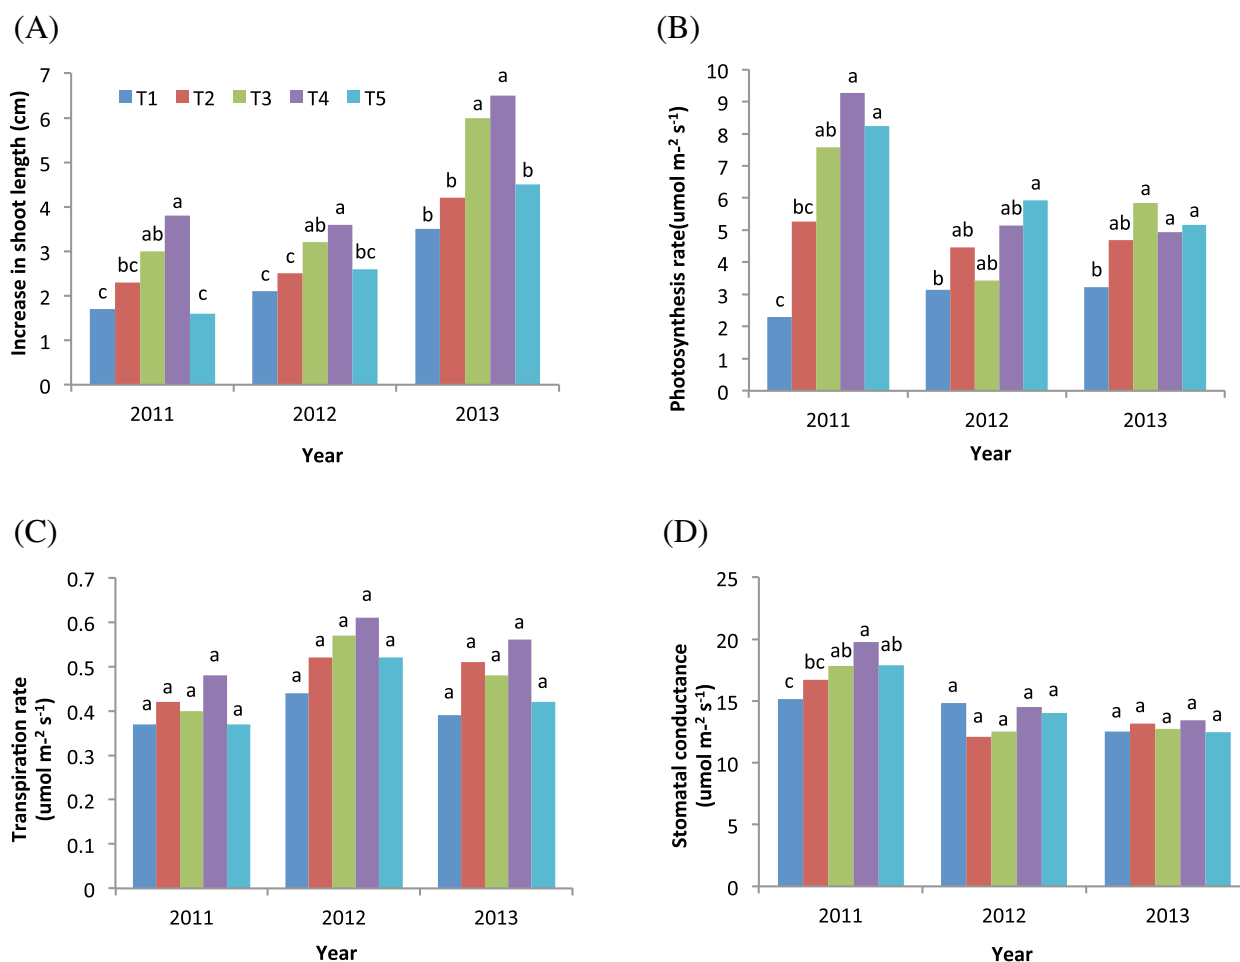 (A)
Increase in shoot length (cm)
7
6
5
4
3
2
1
0
T1 T2 T3 T4 T5
c bc ab a c
c c ab a bc
b b a a b
2011 2012 2013
Year
(B)
Photosynthesis rate(umol m-² s-¹)
10
9
8
7
6
5
4
3
2
1
0
c bc ab a a
b ab ab ab a
b ab a a a
2011 2012 2013
Year
(C)
Transpiration rate
(umol m-² s-¹)
0.7
0.6
0.5
0.4
0.3
0.2
0.1
0
a a a a a
a a a a a
a a a a a
2011 2012 2013
Year
(D)
Stomatal conductance
(umol m-² s-¹)
25
20
15
10
5
0
c bc ab a ab
a a a a a
a a a a a
2011 2012 2013
Year